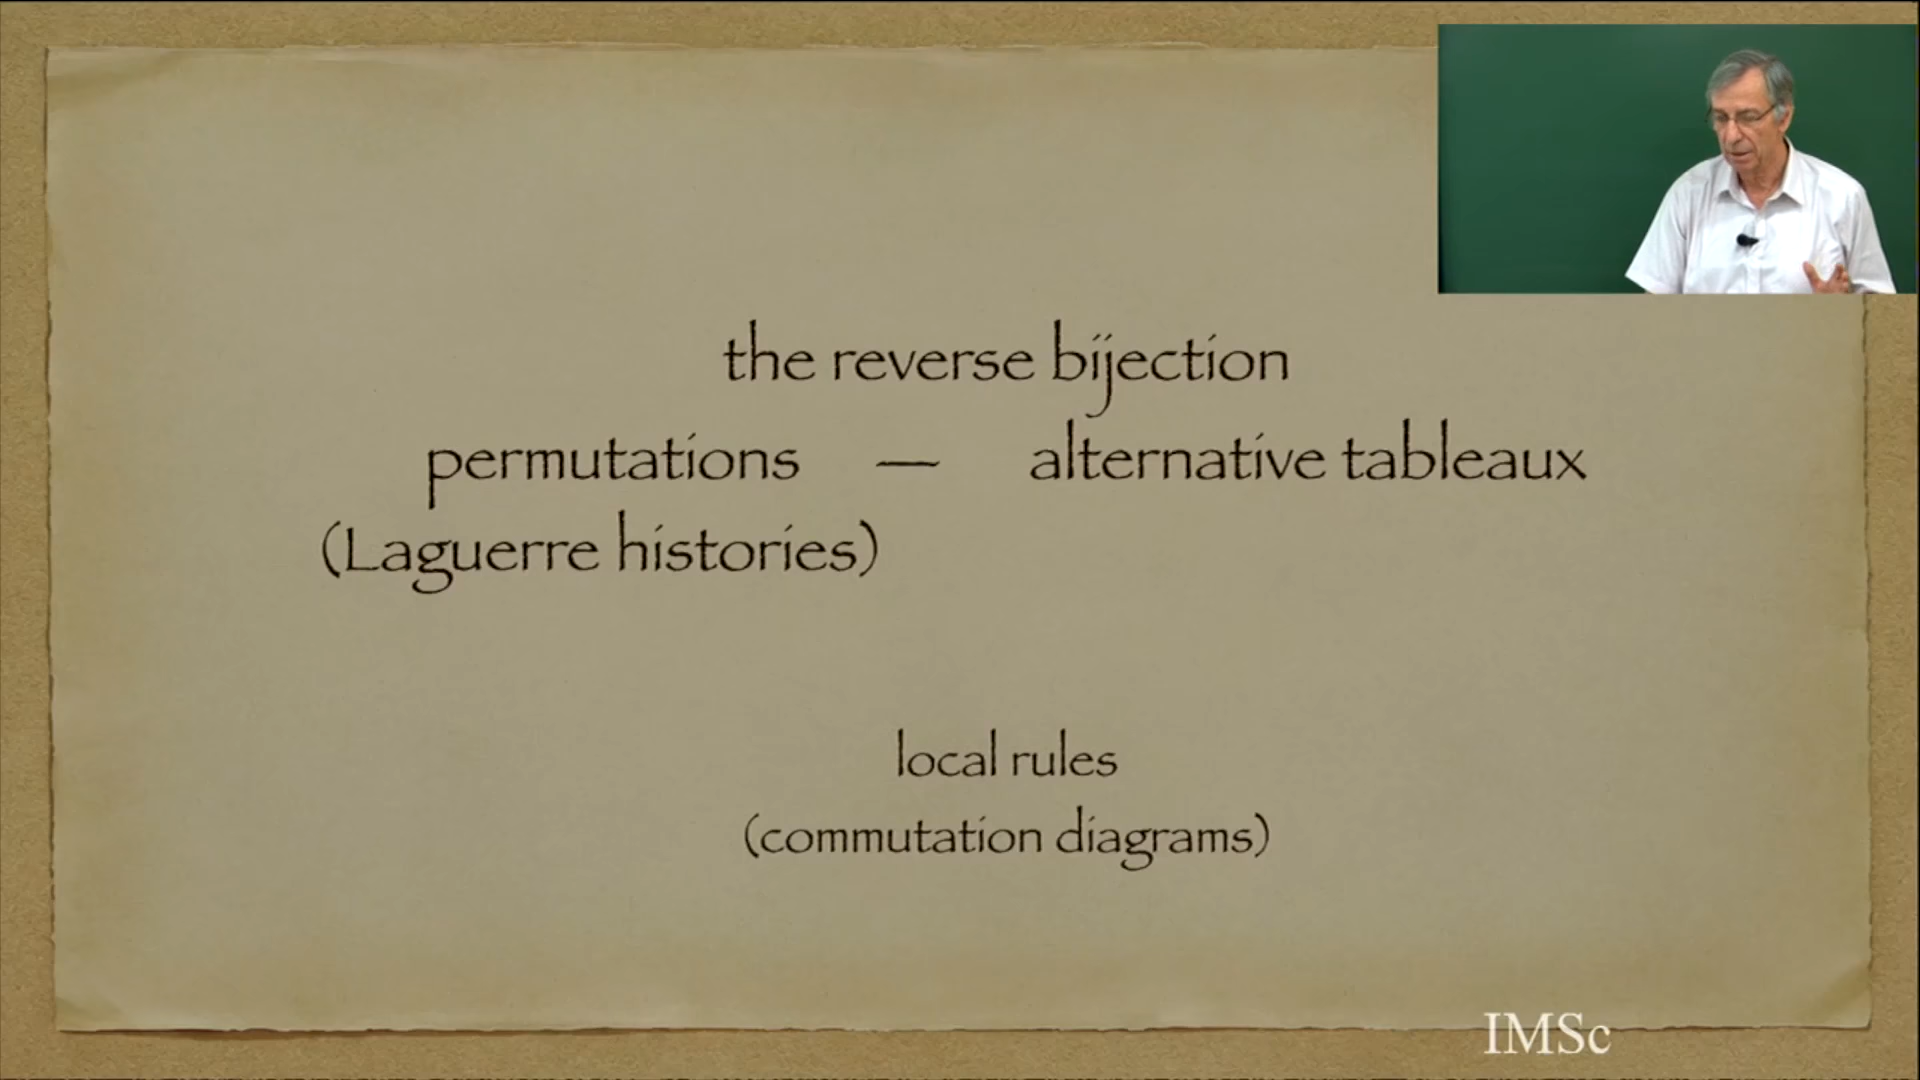 the reverse bijection
permutations — alternative tableaux
(Laguerre histories)
local rules
(commutation diagrams)
IMSc